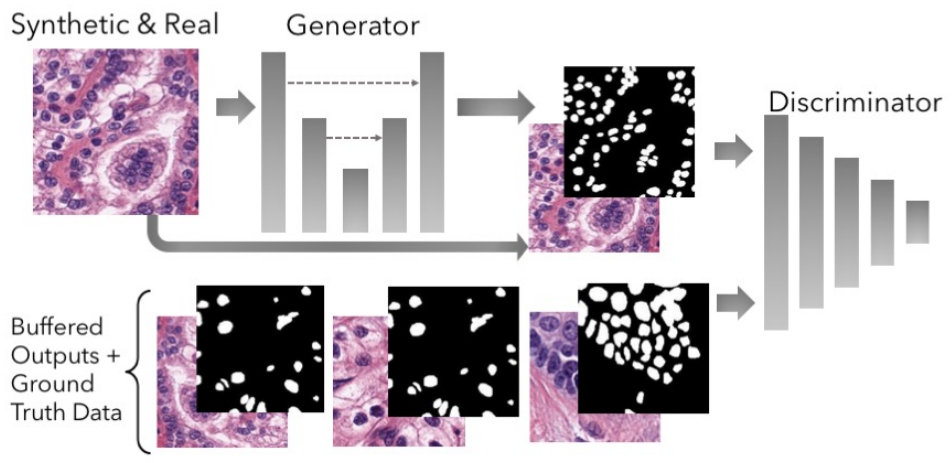 Synthetic & Real
Generator
Discriminator
Buffered
Outputs +
Ground
Truth Data